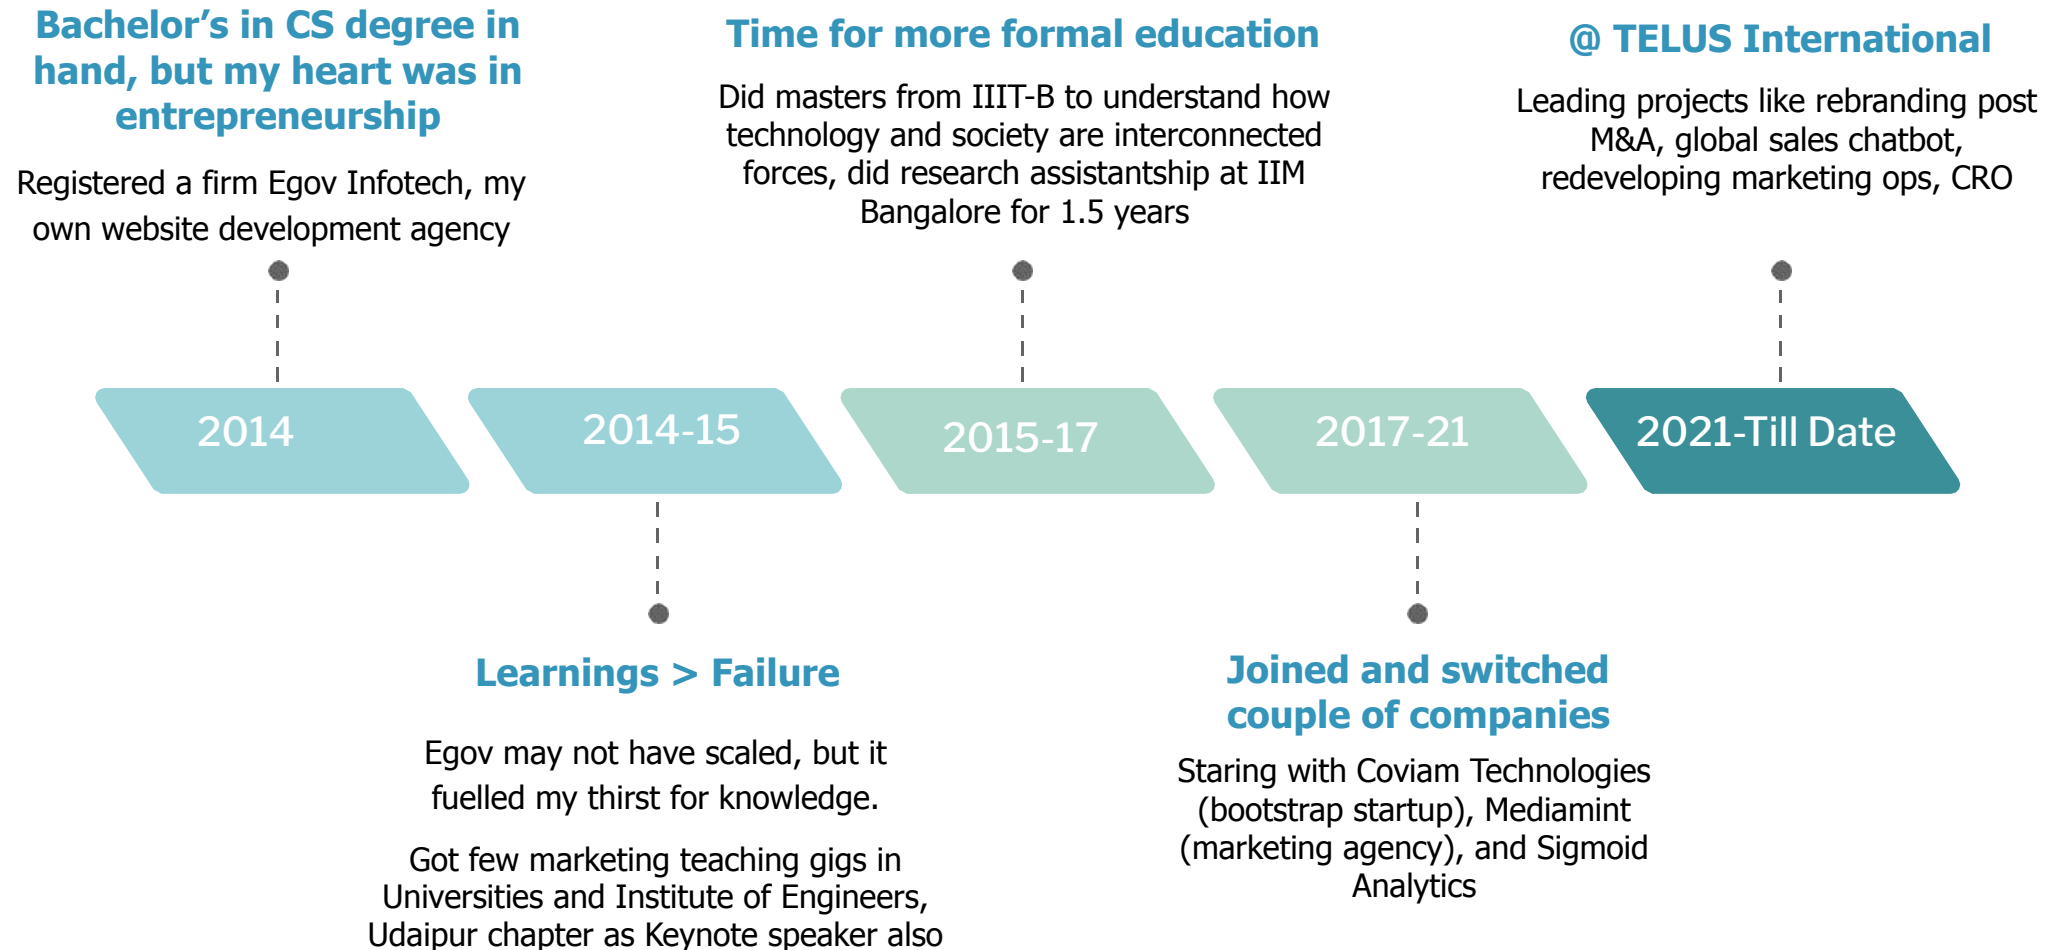 Bachelor’s in CS degree in
hand, but my heart was in
entrepreneurship
Registered a firm Egov Infotech, my
own website development agency
Time for more formal education
Did masters from IIIT-B to understand how
technology and society are interconnected
forces, did research assistantship at IIM
Bangalore for 1.5 years
@ TELUS International
Leading projects like rebranding post
M&A, global sales chatbot,
redeveloping marketing ops, CRO
2014
2014-15
2015-17
2017-21
2021-Till Date
Learnings > Failure
Egov may not have scaled, but it
fuelled my thirst for knowledge.
Got few marketing teaching gigs in
Universities and Institute of Engineers,
Udaipur chapter as Keynote speaker also
Joined and switched
couple of companies
Staring with Coviam Technologies
(bootstrap startup), Mediamint
(marketing agency), and Sigmoid
Analytics